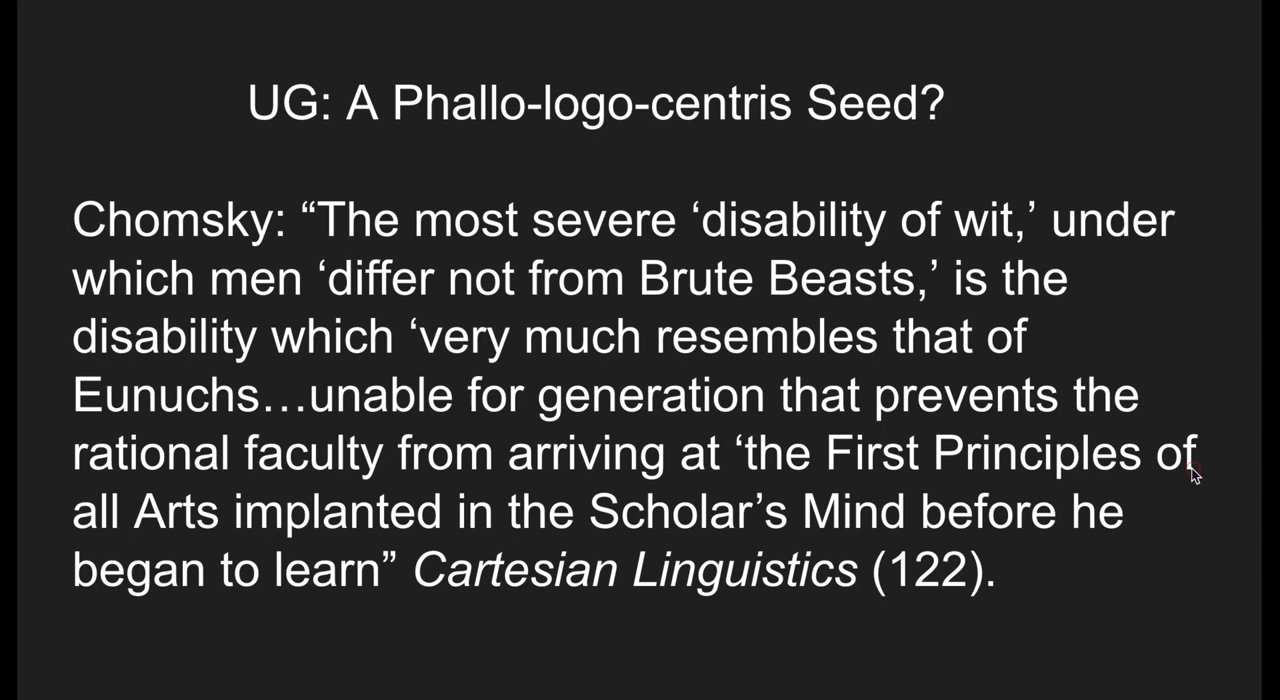 UG: A Phallo-logo-centris Seed?
Chomsky: “The most severe ‘disability of wit,’ under
which men ‘differ not from Brute Beasts,’ is the
disability which ‘very much resembles that of
Eunuchs…unable for generation that prevents the
rational faculty from arriving at ‘the First Principles of
all Arts implanted in the Scholar’s Mind before he
began to learn” Cartesian Linguistics (122).